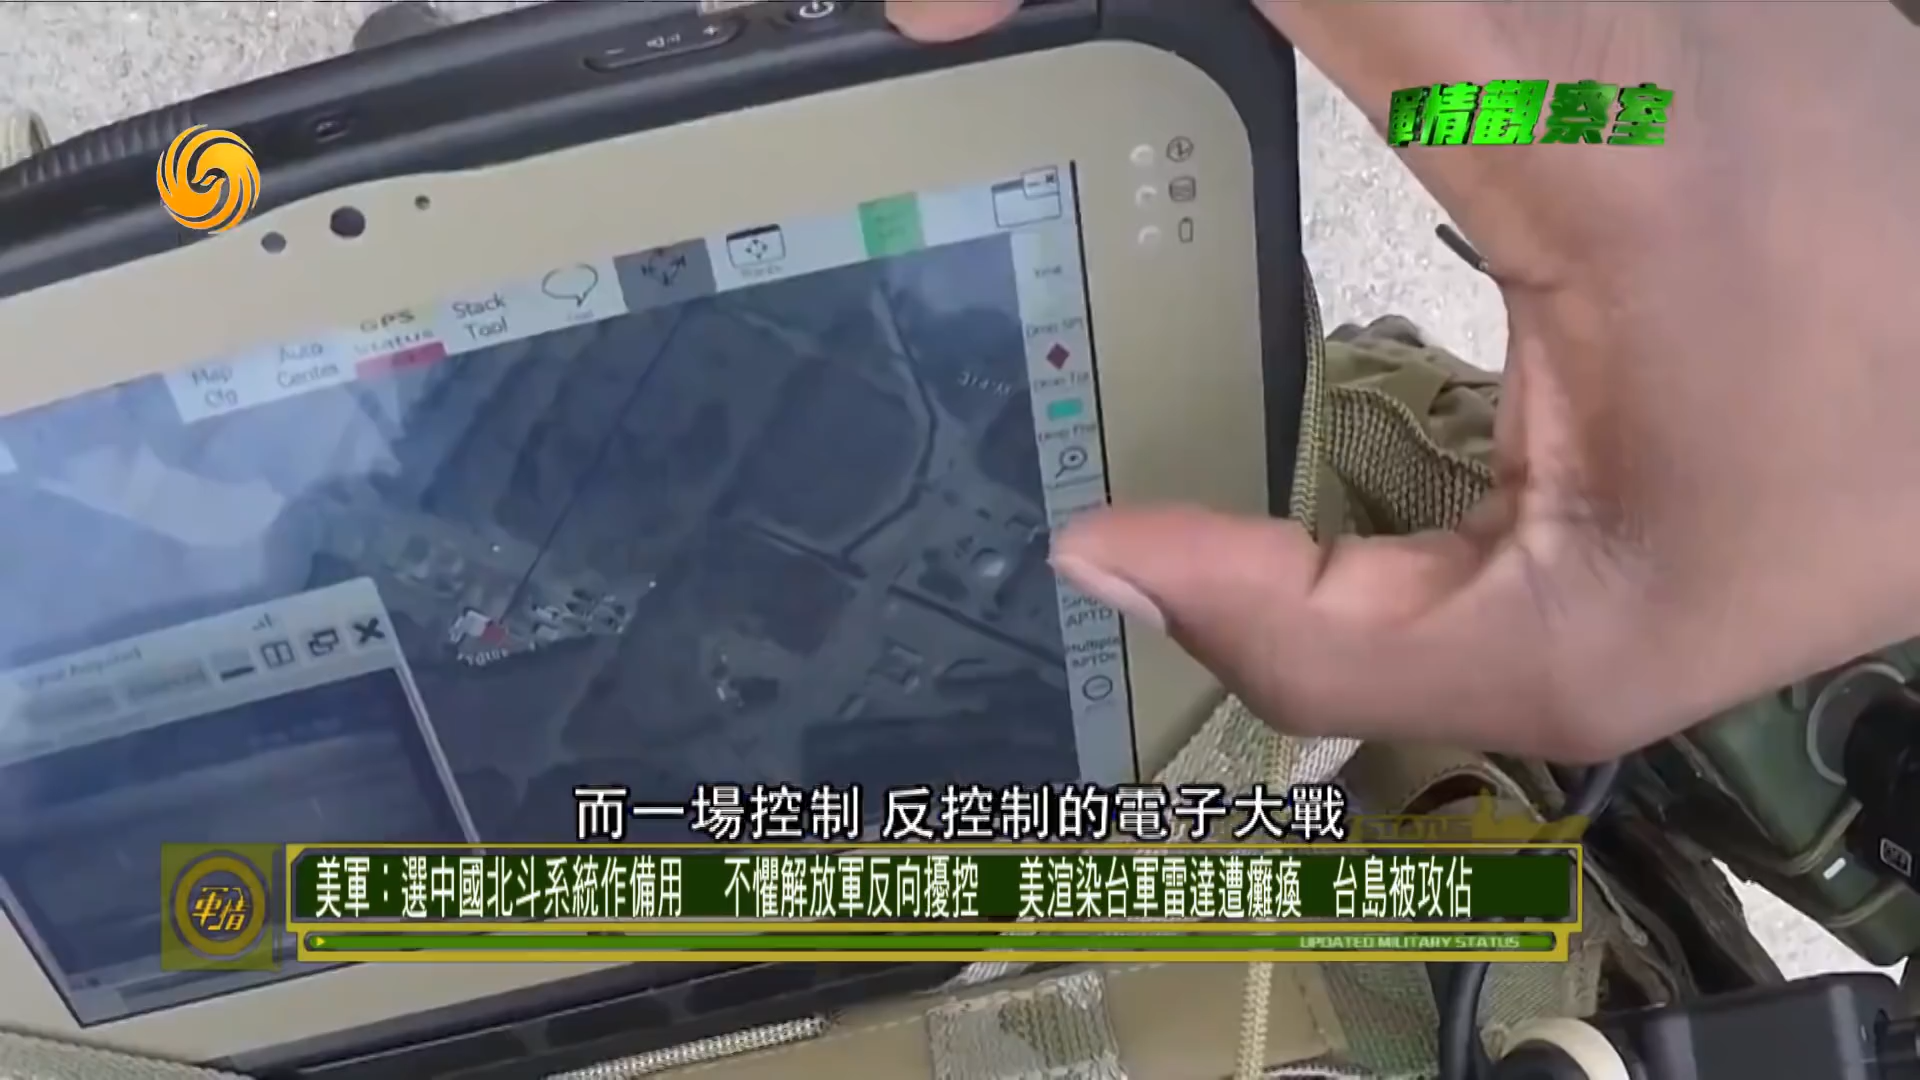 軍情觀察室
GPS
Status
Stack
Tool
Auto
Center
Map
Cfg
Multiple
而一場控制 反控制的電子大戰
美軍：選中國北斗系統作備用 不懼解放軍反向擾控 美渲染台軍雷達遭癱瘓 台島被攻佔
軍情
UPDATED MILITARY STATUS